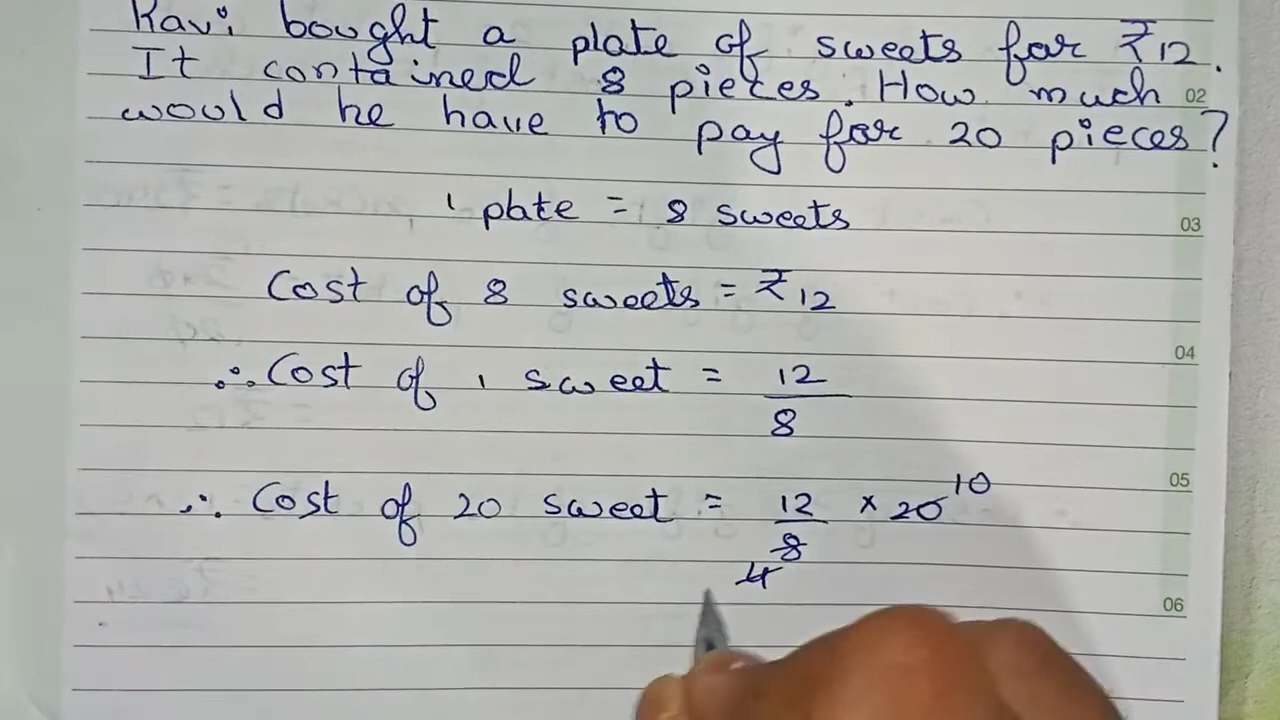 Ravi bought a plate of sweets for ₹12.
It contained 8 pieces. How much
would he have to pay for 20 pieces?
02
1 plate = 8 sweets
03
Cost of 8 sweets = ₹12
04
∴ Cost of 1 sweet = 12/8
05
∴ Cost of 20 sweet = 12/8 × 20 10
4
06